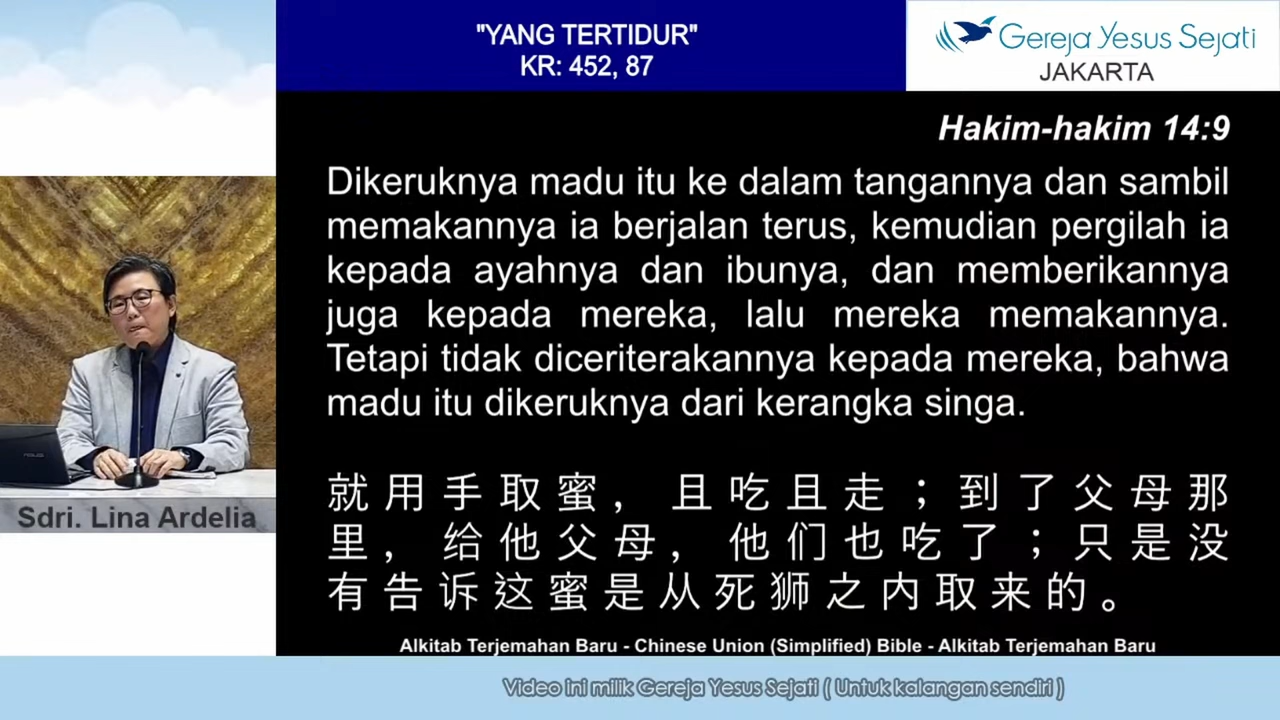 "YANG TERTIDUR"
KR: 452, 87
Gereja Yesus Sejati
JAKARTA
Hakim-hakim 14:9
Dikeruknya madu itu ke dalam tangannya dan sambil
memakannya ia berjalan terus, kemudian pergilah ia
kepada ayahnya dan ibunya, dan memberikannya
juga kepada mereka, lalu mereka memakannya.
Tetapi tidak diceriterakannya kepada mereka, bahwa
madu itu dikeruknya dari kerangka singa.
就用手取蜜，且吃且走；到了父母那
里，给他父母，他们也吃了；只是没
有告诉这蜜是从死狮之内取来的。
Alkitab Terjemahan Baru - Chinese Union (Simplified) Bible - Alkitab Terjemahan Baru
ASUS
Sdri. Lina Ardelia
Video ini milik Gereja Yesus Sejati ( Untuk kalangan sendiri )